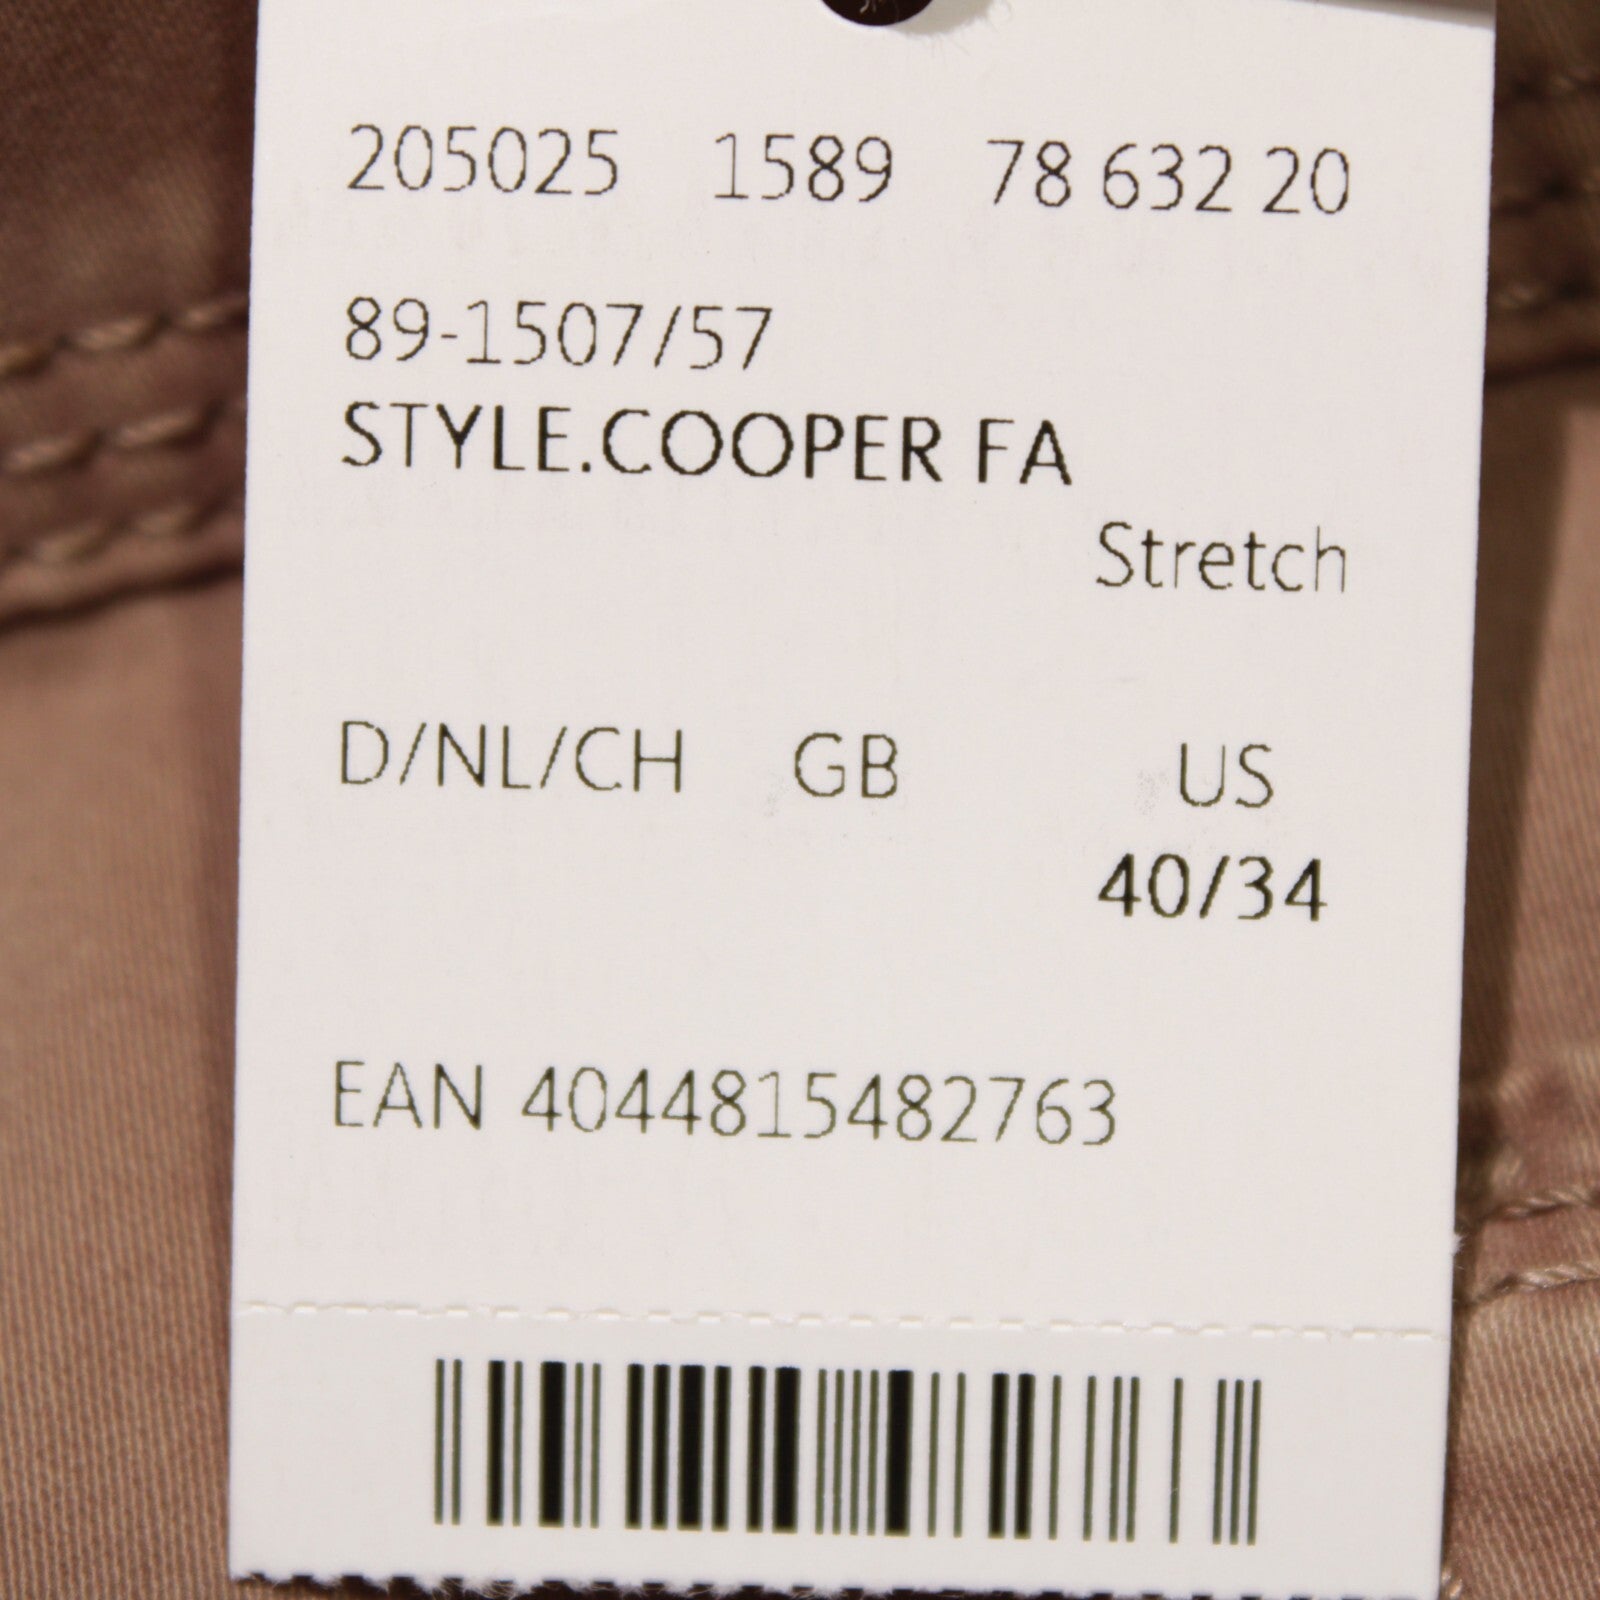 205025 1589 78 632 20
89-1507/57
STYLE.COOPER FA
Stretch
D/NL/CH GB US
40/34
EAN 4044815482763